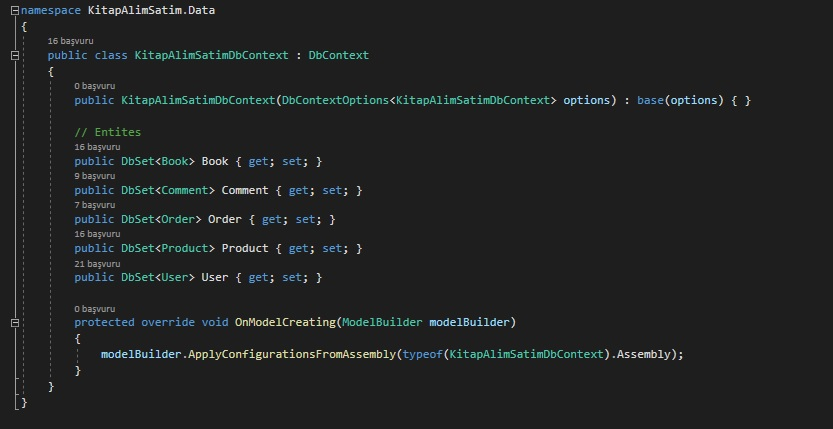 namespace KitapAlimSatim.Data
{
16 başvuru
public class KitapAlimSatimDbContext : DbContext
{
0 başvuru
public KitapAlimSatimDbContext(DbContextOptions<KitapAlimSatimDbContext> options) : base(options) { }
// Entites
16 başvuru
public DbSet<Book> Book { get; set; }
9 başvuru
public DbSet<Comment> Comment { get; set; }
7 başvuru
public DbSet<Order> Order { get; set; }
16 başvuru
public DbSet<Product> Product { get; set; }
21 başvuru
public DbSet<User> User { get; set; }
0 başvuru
protected override void OnModelCreating(ModelBuilder modelBuilder)
{
modelBuilder.ApplyConfigurationsFromAssembly(typeof(KitapAlimSatimDbContext).Assembly);
}
}
}